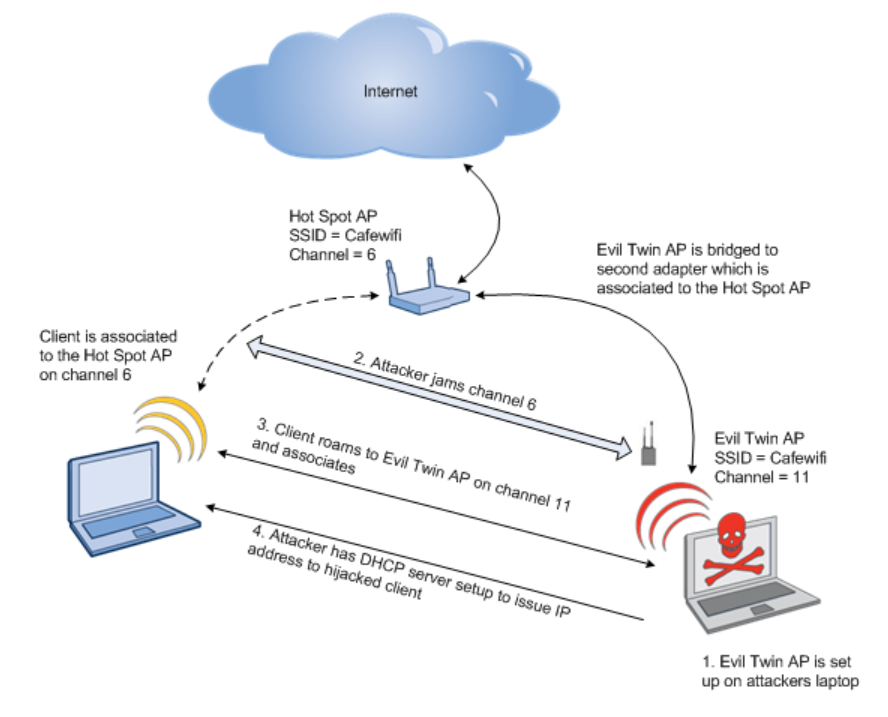 Internet
Hot Spot AP
SSID = Cafewifi
Channel = 6
Evil Twin AP is bridged to
second adapter which is
associated to the Hot Spot AP
Client is associated
to the Hot Spot AP
on channel 6
2. Attacker jams channel 6
3. Client roams to Evil Twin AP on channel 11
and associates
Evil Twin AP
SSID = Cafewifi
Channel = 11
4. Attacker has DHCP server setup to issue IP
address to hijacked client
1. Evil Twin AP is set
up on attackers laptop